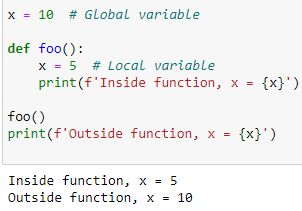 x = 10  # Global variable

def foo():
    x = 5  # Local variable
    print(f'Inside function, x = {x}')

foo()
print(f'Outside function, x = {x}')

Inside function, x = 5
Outside function, x = 10